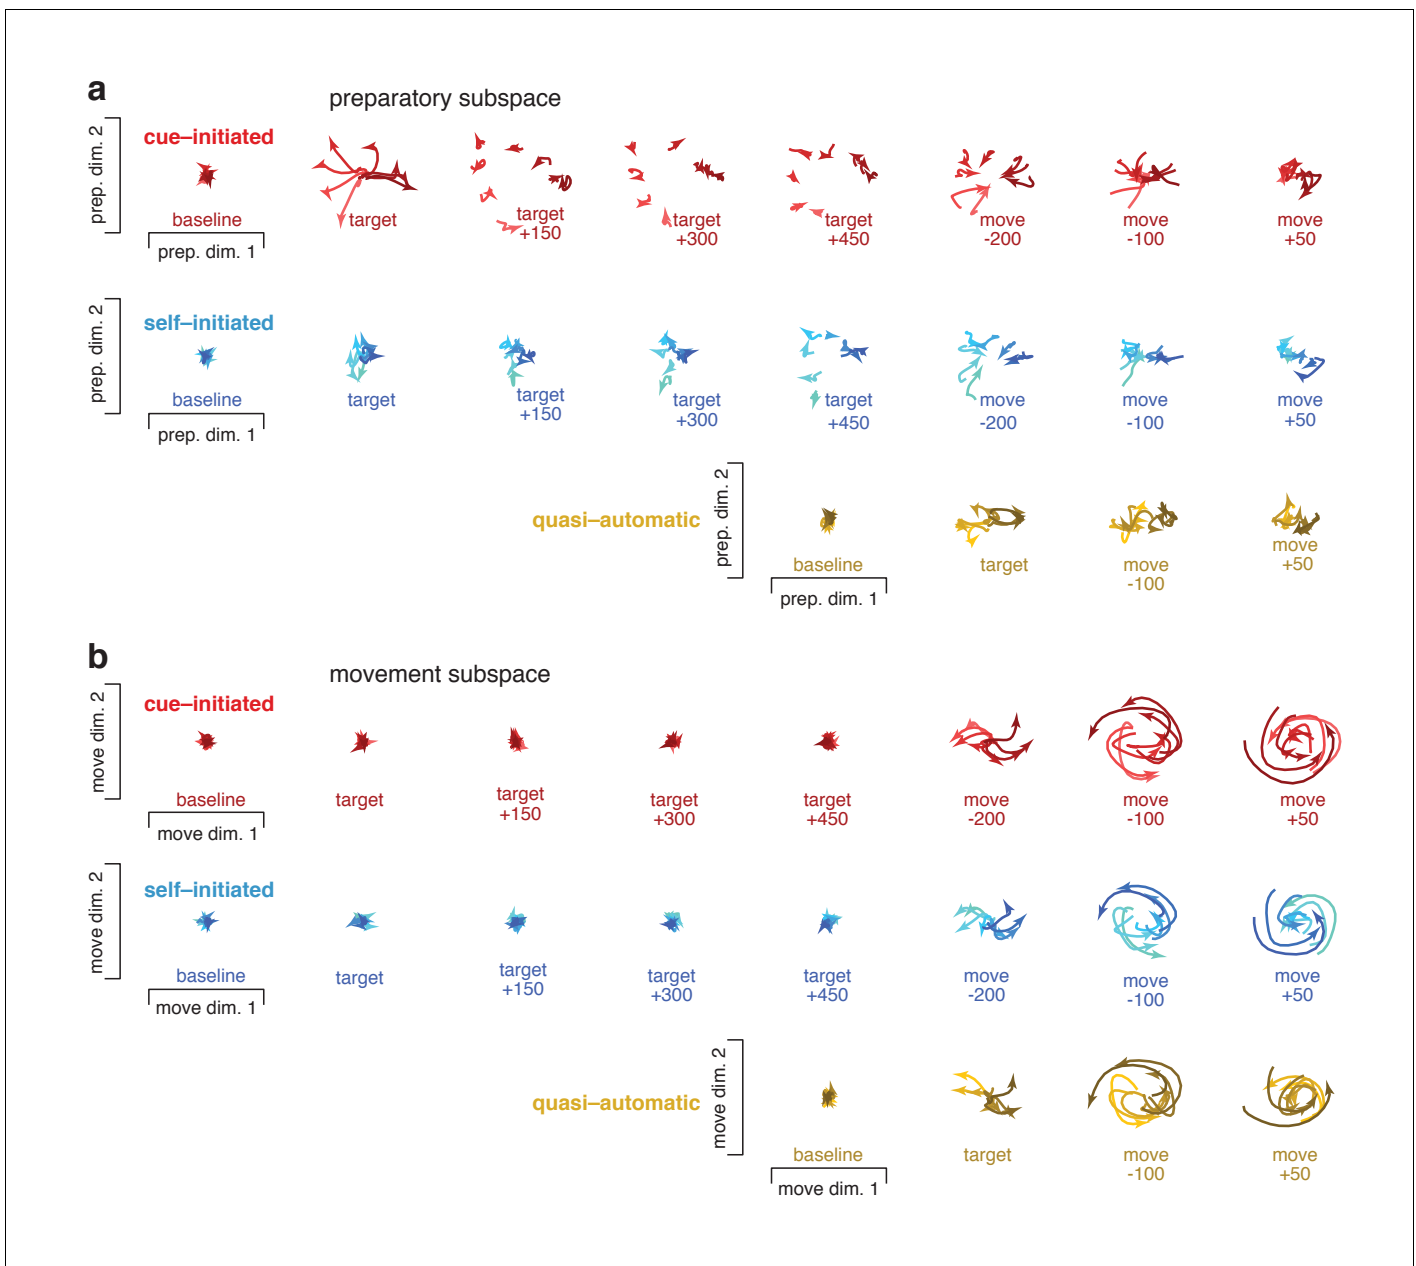 a
preparatory subspace
prep. dim. 2
cue–initiated
baseline
prep. dim. 1
target
target
+150
target
+300
target
+450
move
-200
move
-100
move
+50
prep. dim. 2
self–initiated
baseline
prep. dim. 1
target
target
+150
target
+300
target
+450
move
-200
move
-100
move
+50
quasi–automatic
prep. dim. 2
baseline
prep. dim. 1
target
move
-100
move
+50
b
movement subspace
move dim. 2
cue–initiated
baseline
move dim. 1
target
target
+150
target
+300
target
+450
move
-200
move
-100
move
+50
move dim. 2
self–initiated
baseline
move dim. 1
target
target
+150
target
+300
target
+450
move
-200
move
-100
move
+50
quasi–automatic
move dim. 2
baseline
move dim. 1
target
move
-100
move
+50